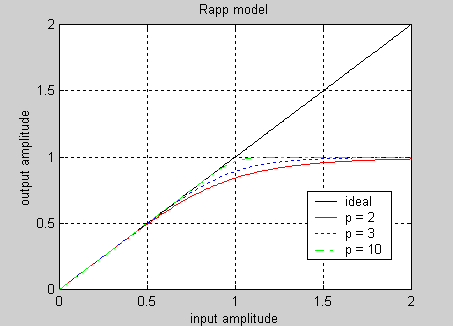 Rapp model
output amplitude
2
1.5
1
0.5
0
0 0.5 1 1.5 2
input amplitude
ideal
p = 2
p = 3
p = 10